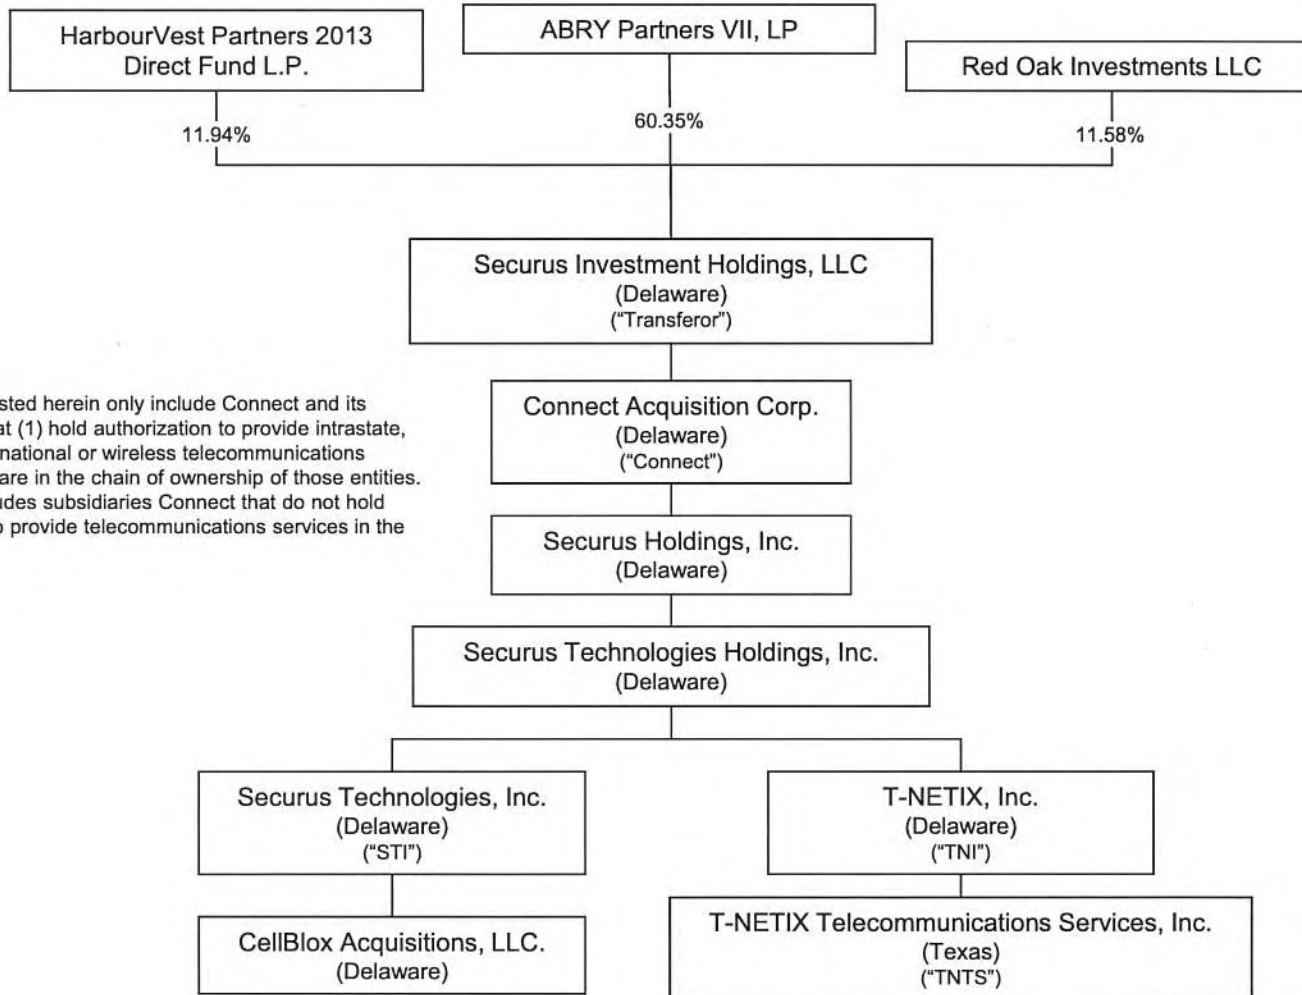 HarbourVest Partners 2013
Direct Fund L.P.
ABRY Partners VII, LP
Red Oak Investments LLC
11.94%
60.35%
11.58%
Securus Investment Holdings, LLC
(Delaware)
("Transferor")
sted herein only include Connect and its
at (1) hold authorization to provide intrastate,
national or wireless telecommunications
are in the chain of ownership of those entities.
udes subsidiaries Connect that do not hold
o provide telecommunications services in the
Connect Acquisition Corp.
(Delaware)
("Connect")
Securus Holdings, Inc.
(Delaware)
Securus Technologies Holdings, Inc.
(Delaware)
Securus Technologies, Inc.
(Delaware)
("STI")
T-NETIX, Inc.
(Delaware)
("TNI")
CellBlox Acquisitions, LLC.
(Delaware)
T-NETIX Telecommunications Services, Inc.
(Texas)
("TNTS")